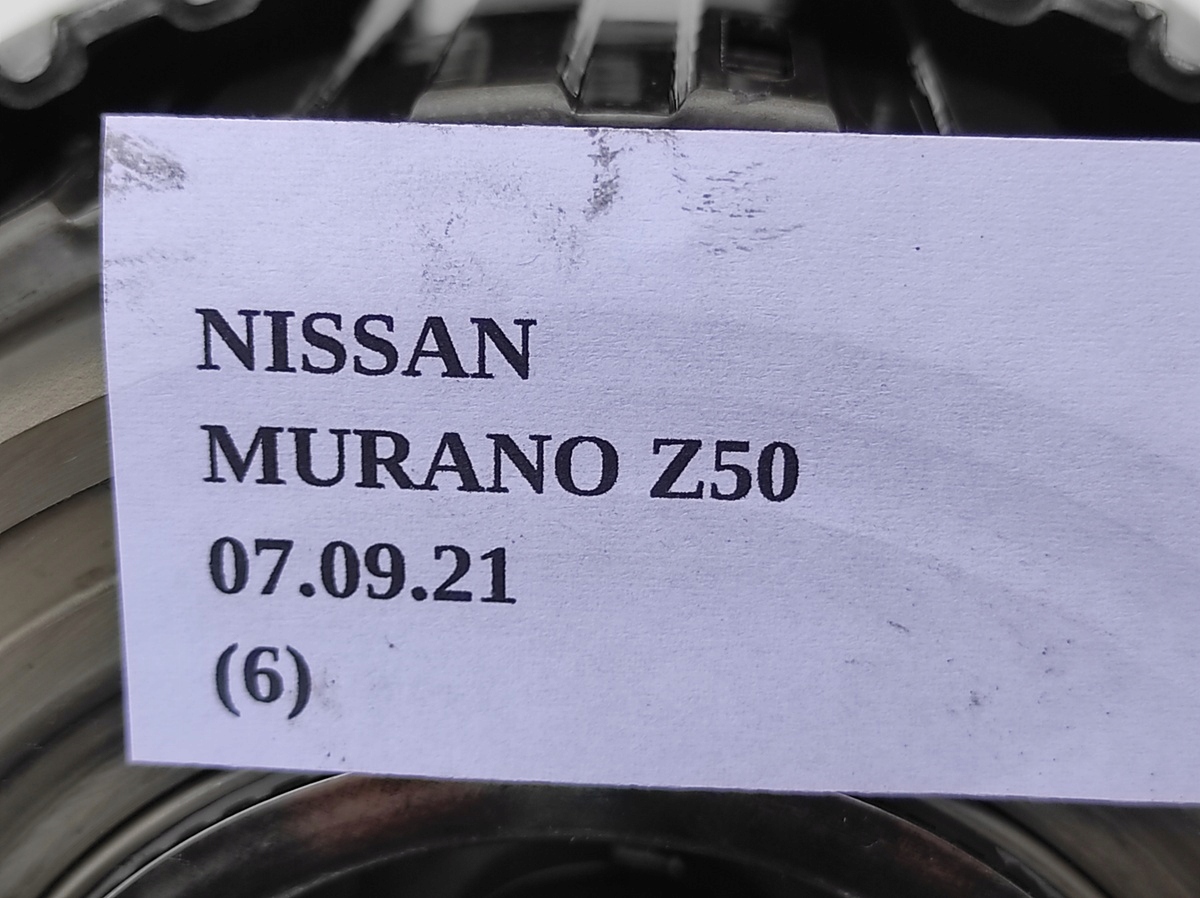 NISSAN
MURANO Z50
07.09.21
(6)